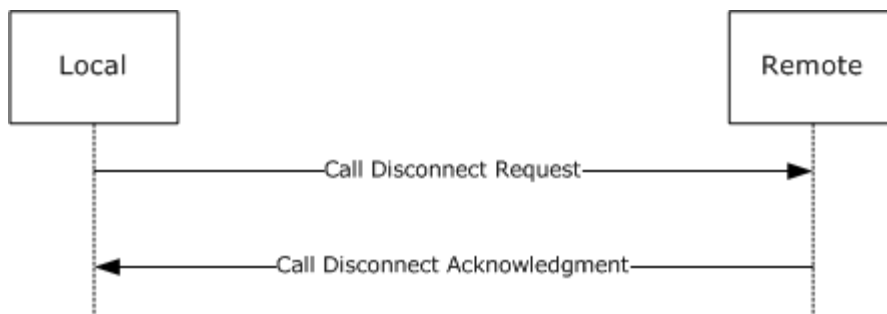 Local
Remote
Call Disconnect Request
Call Disconnect Acknowledgment